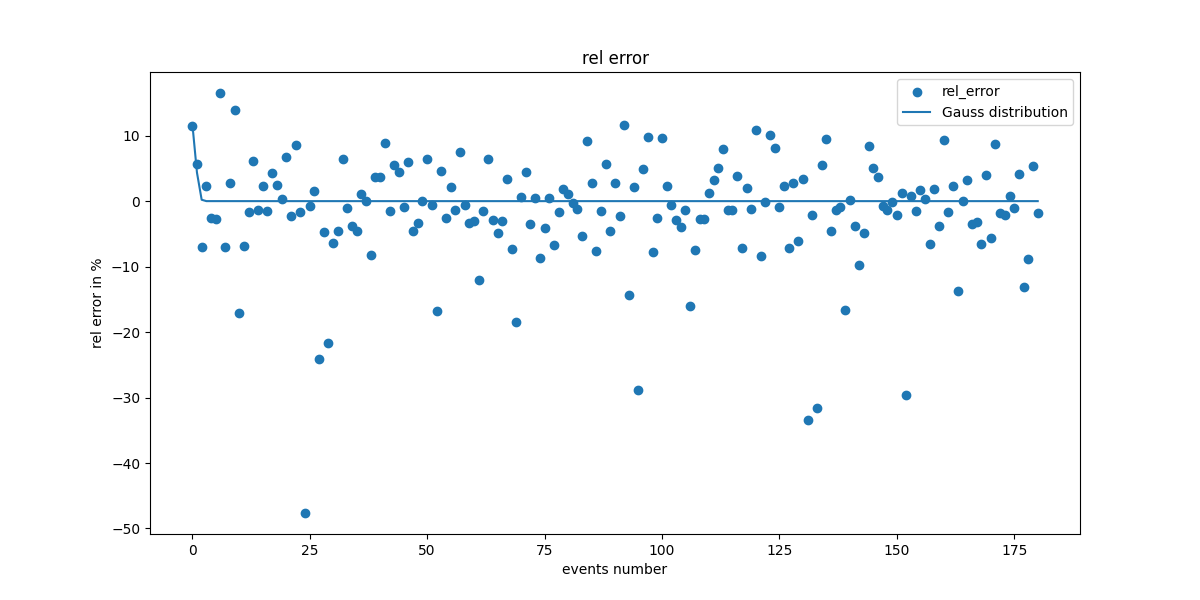 rel error
rel_error
Gauss distribution
rel error in %
10
0
−10
−20
−30
−40
−50
0 25 50 75 100 125 150 175
events number